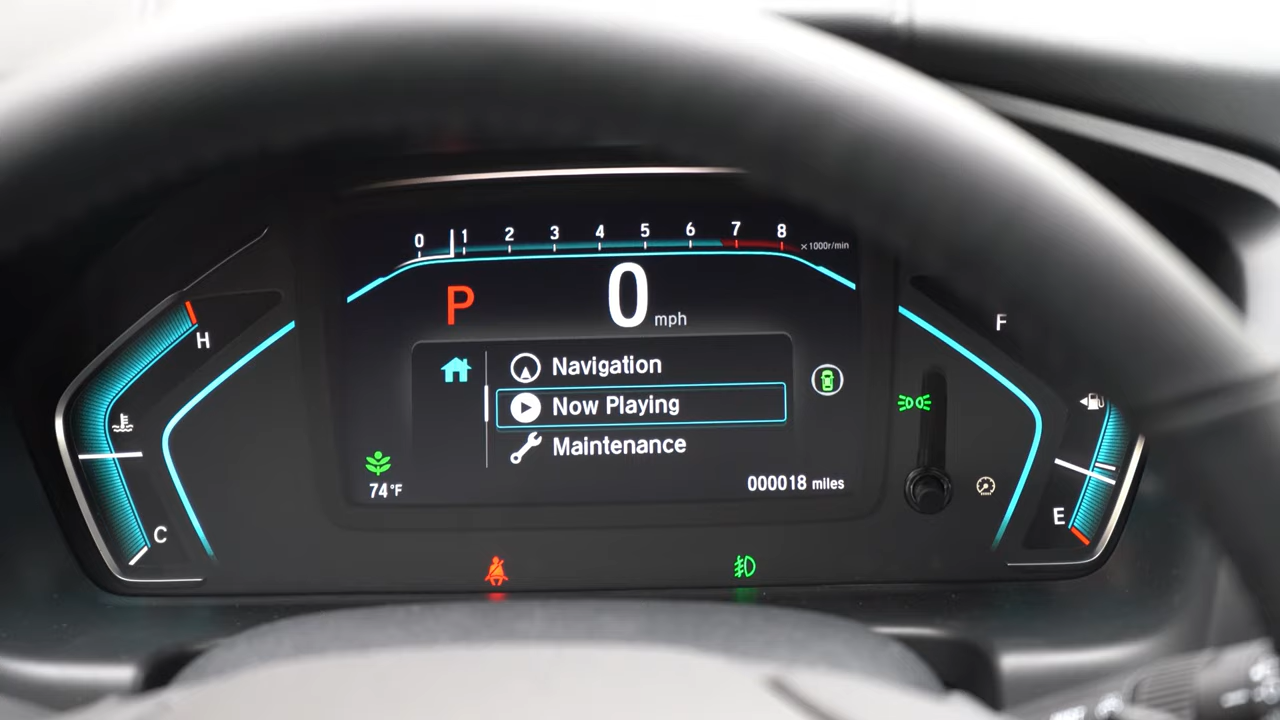 0 1 2 3 4 5 6 7 8 ×1000r/min
P 0 mph
H
F
Navigation
Now Playing
Maintenance
74°F
000018 miles
C
E